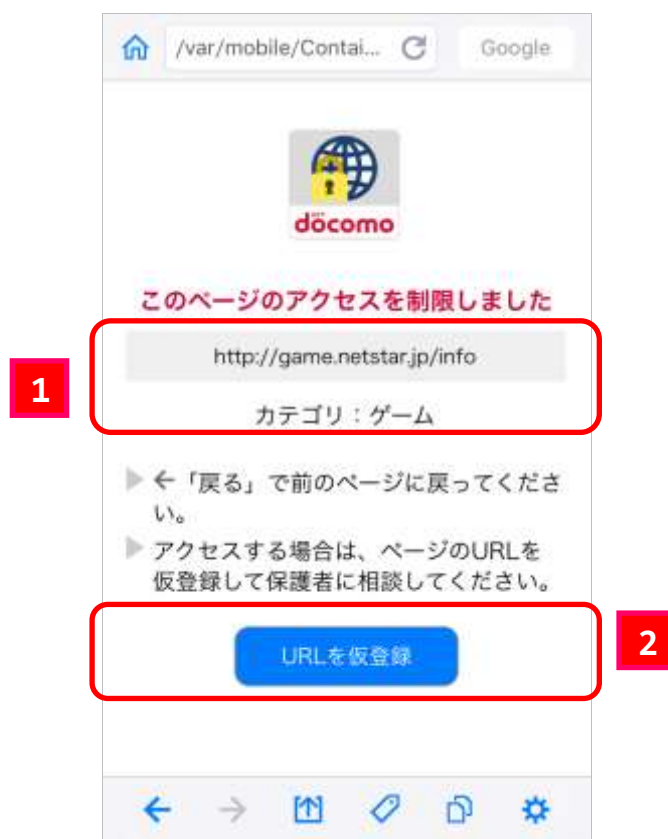 /var/mobile/Contai...
Google
döcomo
このページのアクセスを制限しました
http://game.netstar.jp/info
1
カテゴリ：ゲーム
←「戻る」で前のページに戻ってくださ
い。
アクセスする場合は、ページのURLを
仮登録して保護者に相談してください。
URLを仮登録
2